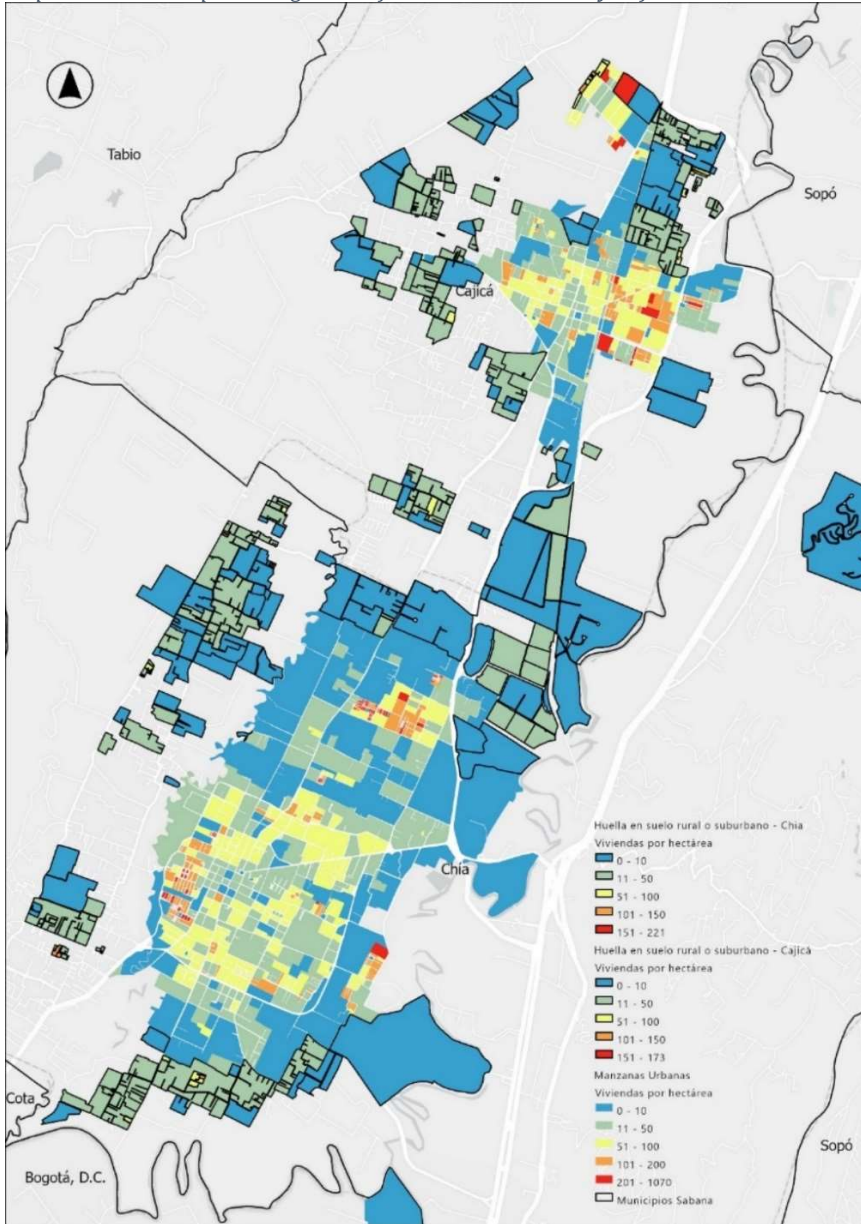 Tabio
Sopó
Cajicá
Chía
Huella en suelo rural o suburbano - Chia
Viviendas por hectárea
0 - 10
11 - 50
51 - 100
101 - 150
151 - 221
Huella en suelo rural o suburbano - Cajicá
Viviendas por hectárea
0 - 10
11 - 50
51 - 100
101 - 150
151 - 173
Manzanas Urbanas
Viviendas por hectárea
0 - 10
11 - 50
51 - 100
101 - 200
201 - 1070
Municipios Sabana
Cota
Sopó
Bogotá, D.C.